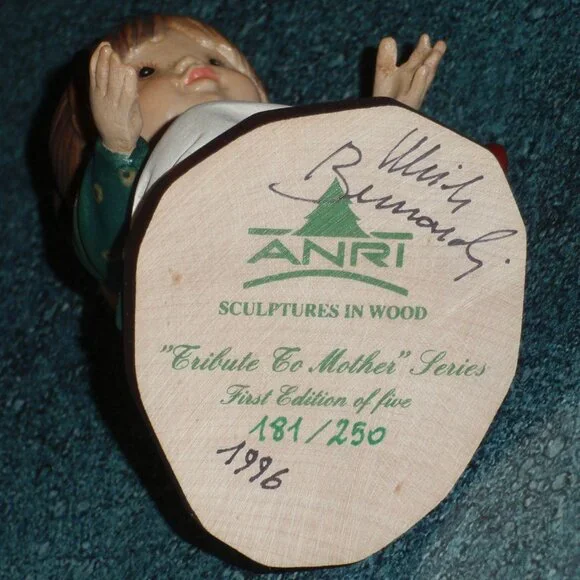 Ulrich
Bernardi
ANRI
SCULPTURES IN WOOD
"Tribute To Mother" Series
First Edition of five
181/250
1996